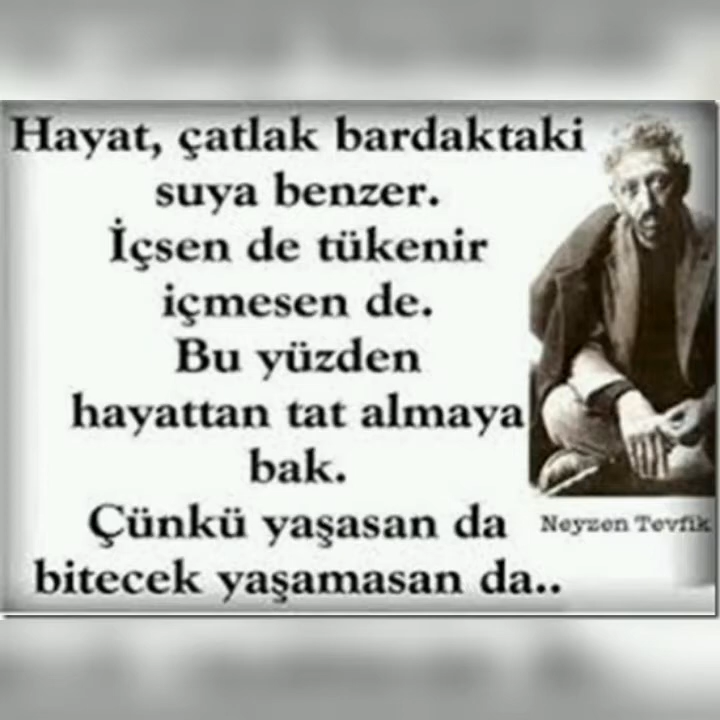 Hayat, çatlak bardaktaki
suya benzer.
İçsen de tükenir
içmesen de.
Bu yüzden
hayattan tat almaya
bak.
Çünkü yaşasan da
bitecek yaşamasan da..
Neyzen Tevfik